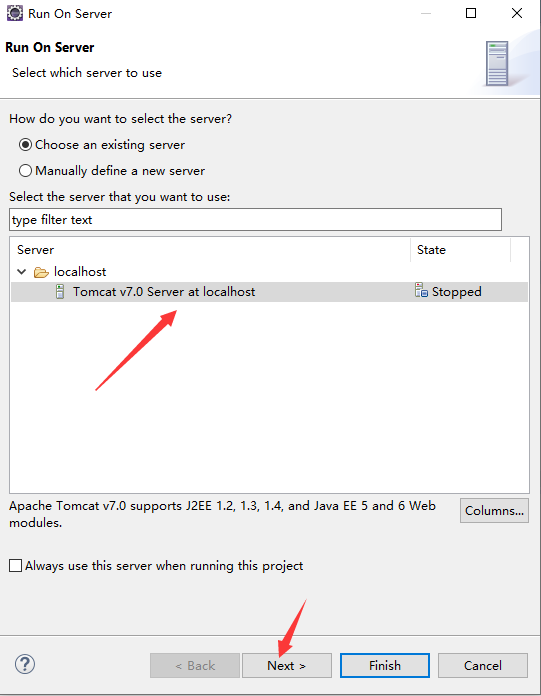 Run On Server
Run On Server
Select which server to use
How do you want to select the server?
Choose an existing server
Manually define a new server
Select the server that you want to use:
type filter text
Server State
localhost
Tomcat v7.0 Server at localhost Stopped
Apache Tomcat v7.0 supports J2EE 1.2, 1.3, 1.4, and Java EE 5 and 6 Web
modules.
Columns...
Always use this server when running this project
? < Back Next > Finish Cancel